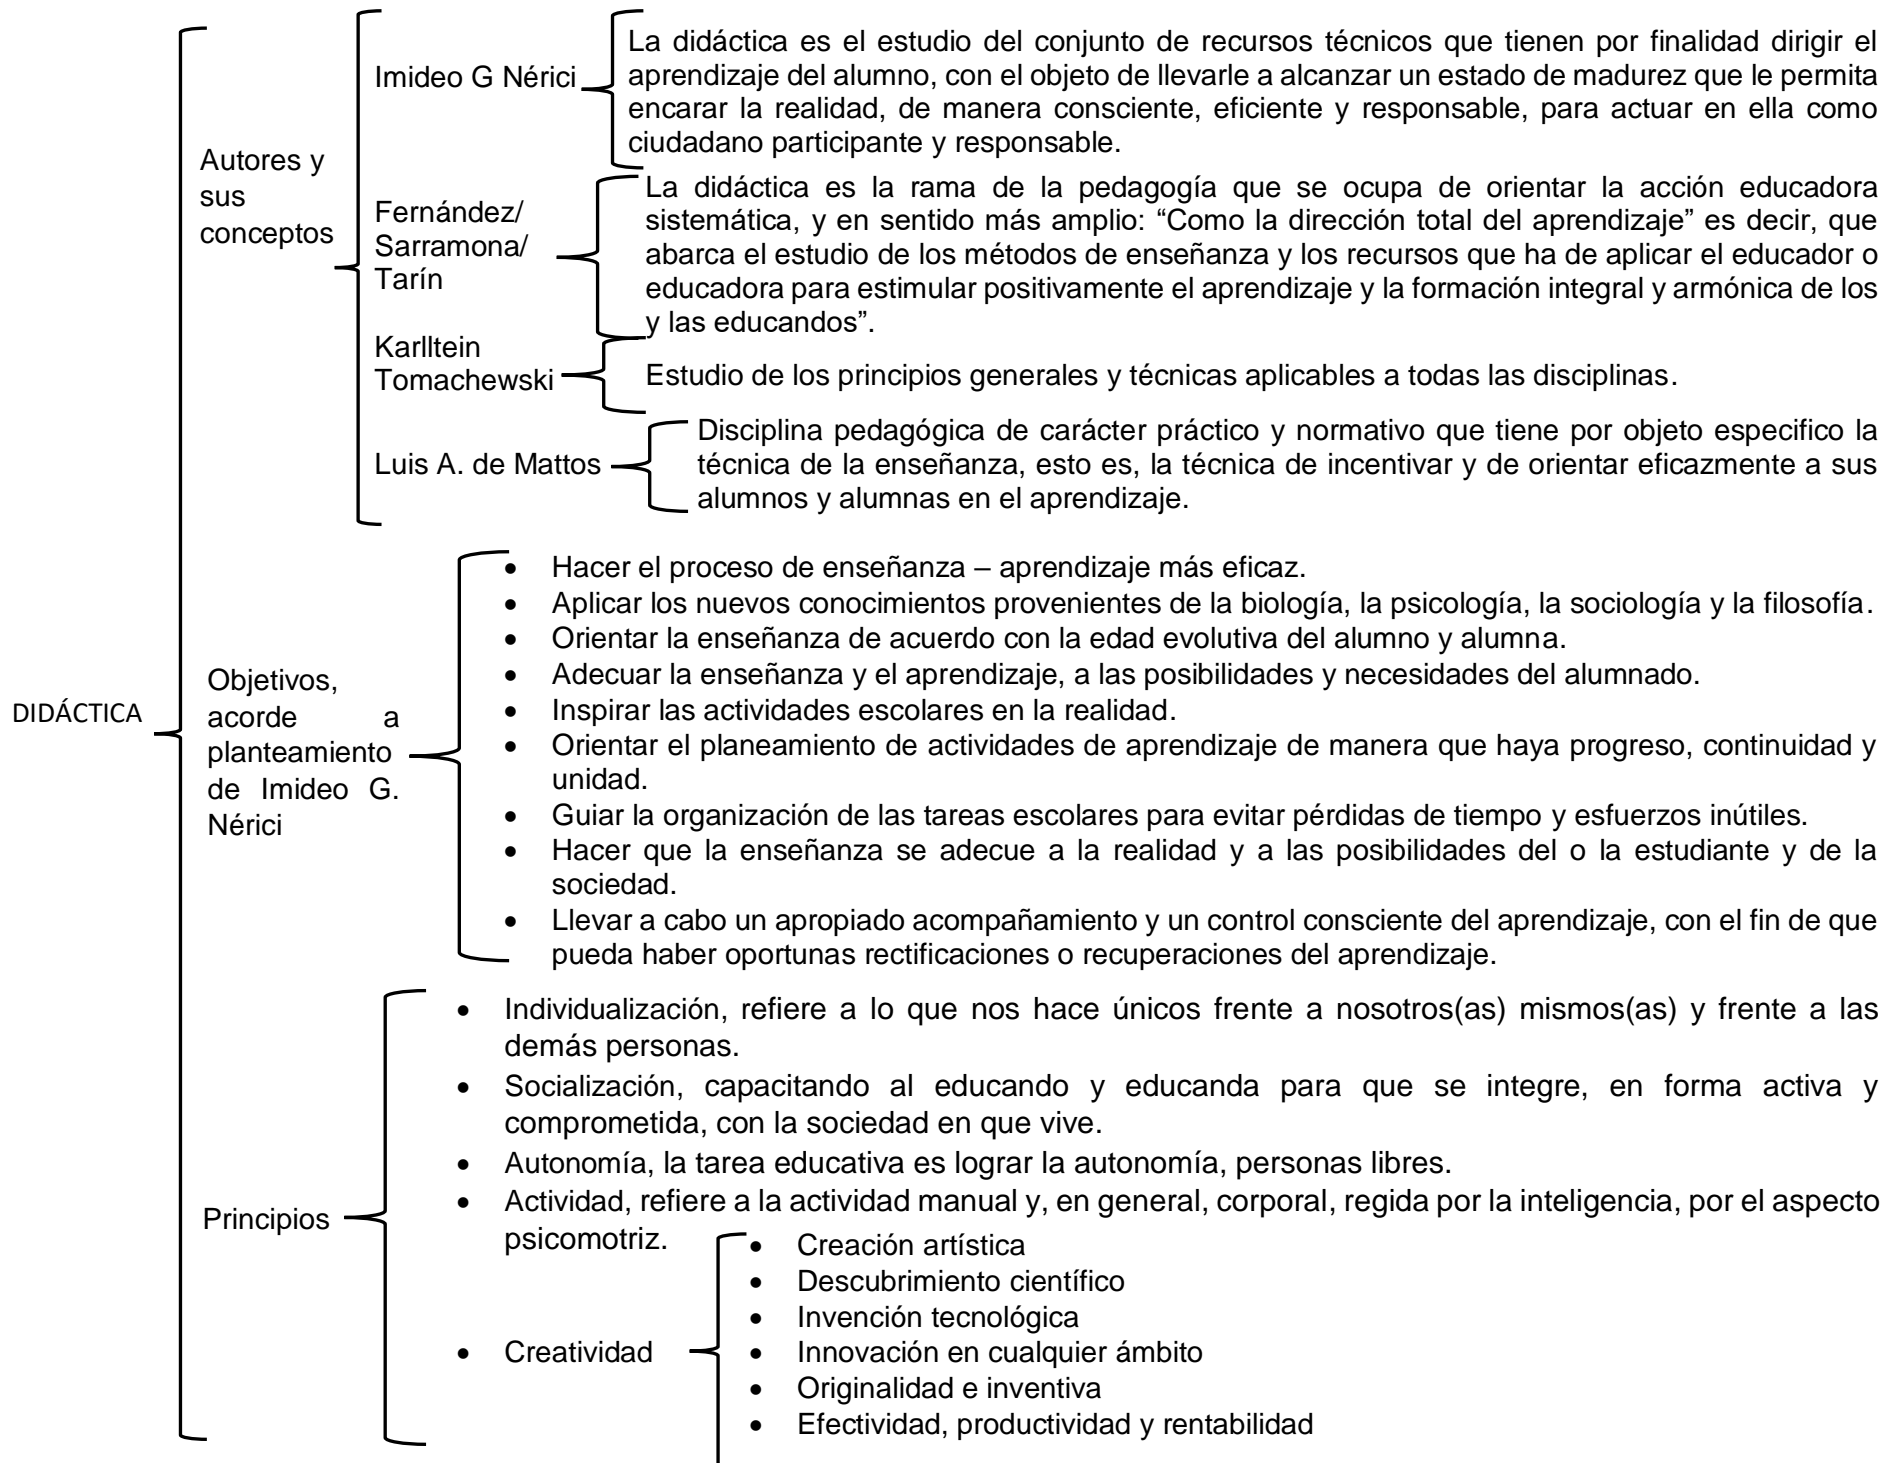 DIDÁCTICA
Autores y
sus
conceptos
Imideo G Nérici
La didáctica es el estudio del conjunto de recursos técnicos que tienen por finalidad dirigir el
aprendizaje del alumno, con el objeto de llevarle a alcanzar un estado de madurez que le permita
encarar la realidad, de manera consciente, eficiente y responsable, para actuar en ella como
ciudadano participante y responsable.
Fernández/
Sarramona/
Tarín
La didáctica es la rama de la pedagogía que se ocupa de orientar la acción educadora
sistemática, y en sentido más amplio: “Como la dirección total del aprendizaje” es decir, que
abarca el estudio de los métodos de enseñanza y los recursos que ha de aplicar el educador o
educadora para estimular positivamente el aprendizaje y la formación integral y armónica de los
y las educandos”.
Karlltein
Tomachewski
Estudio de los principios generales y técnicas aplicables a todas las disciplinas.
Luis A. de Mattos
Disciplina pedagógica de carácter práctico y normativo que tiene por objeto especifico la
técnica de la enseñanza, esto es, la técnica de incentivar y de orientar eficazmente a sus
alumnos y alumnas en el aprendizaje.
Objetivos,
acorde a
planteamiento
de Imideo G.
Nérici
• Hacer el proceso de enseñanza – aprendizaje más eficaz.
• Aplicar los nuevos conocimientos provenientes de la biología, la psicología, la sociología y la filosofía.
• Orientar la enseñanza de acuerdo con la edad evolutiva del alumno y alumna.
• Adecuar la enseñanza y el aprendizaje, a las posibilidades y necesidades del alumnado.
• Inspirar las actividades escolares en la realidad.
• Orientar el planeamiento de actividades de aprendizaje de manera que haya progreso, continuidad y
unidad.
• Guiar la organización de las tareas escolares para evitar pérdidas de tiempo y esfuerzos inútiles.
• Hacer que la enseñanza se adecue a la realidad y a las posibilidades del o la estudiante y de la
sociedad.
• Llevar a cabo un apropiado acompañamiento y un control consciente del aprendizaje, con el fin de que
pueda haber oportunas rectificaciones o recuperaciones del aprendizaje.
Principios
• Individualización, refiere a lo que nos hace únicos frente a nosotros(as) mismos(as) y frente a las
demás personas.
• Socialización, capacitando al educando y educanda para que se integre, en forma activa y
comprometida, con la sociedad en que vive.
• Autonomía, la tarea educativa es lograr la autonomía, personas libres.
• Actividad, refiere a la actividad manual y, en general, corporal, regida por la inteligencia, por el aspecto
psicomotriz.
• Creatividad
• Creación artística
• Descubrimiento científico
• Invención tecnológica
• Innovación en cualquier ámbito
• Originalidad e inventiva
• Efectividad, productividad y rentabilidad